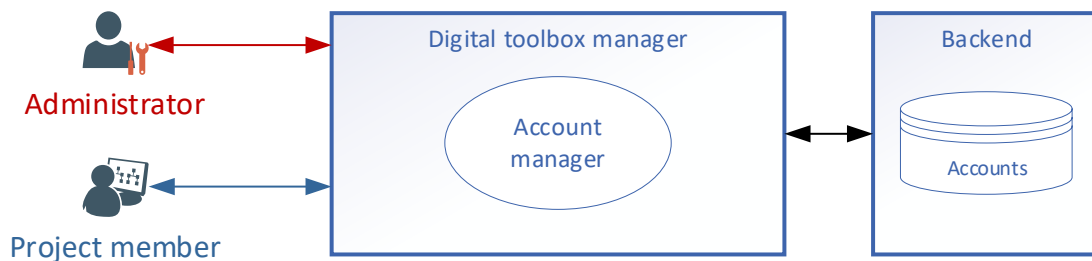 Administrator
Project member
Digital toolbox manager
Account
manager
Backend
Accounts